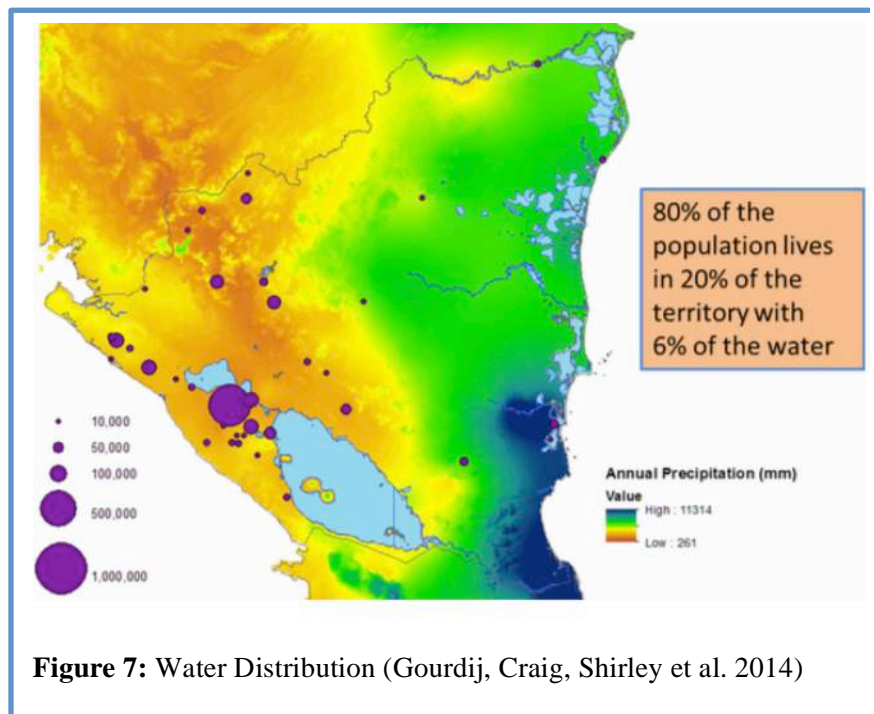 80% of the
population lives
in 20% of the
territory with
6% of the water
10,000
50,000
100,000
500,000
1,000,000
Annual Precipitation (mm)
Value
High : 11314
Low : 261
Figure 7: Water Distribution (Gourdij, Craig, Shirley et al. 2014)